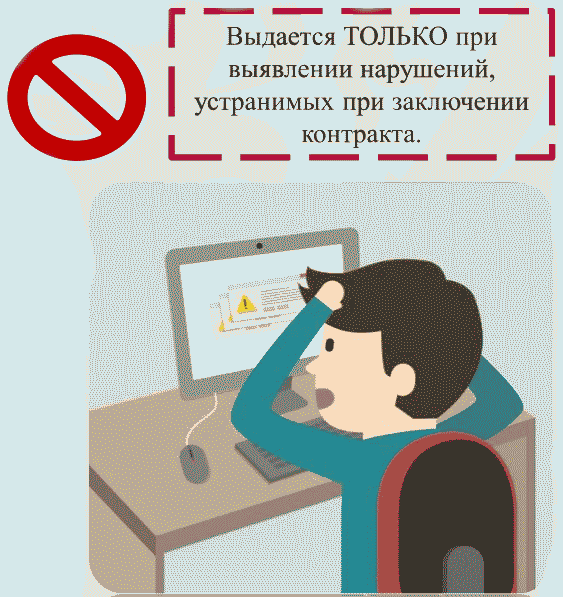 Выдается ТОЛЬКО при
выявлении нарушений,
устранимых при заключении
контракта.